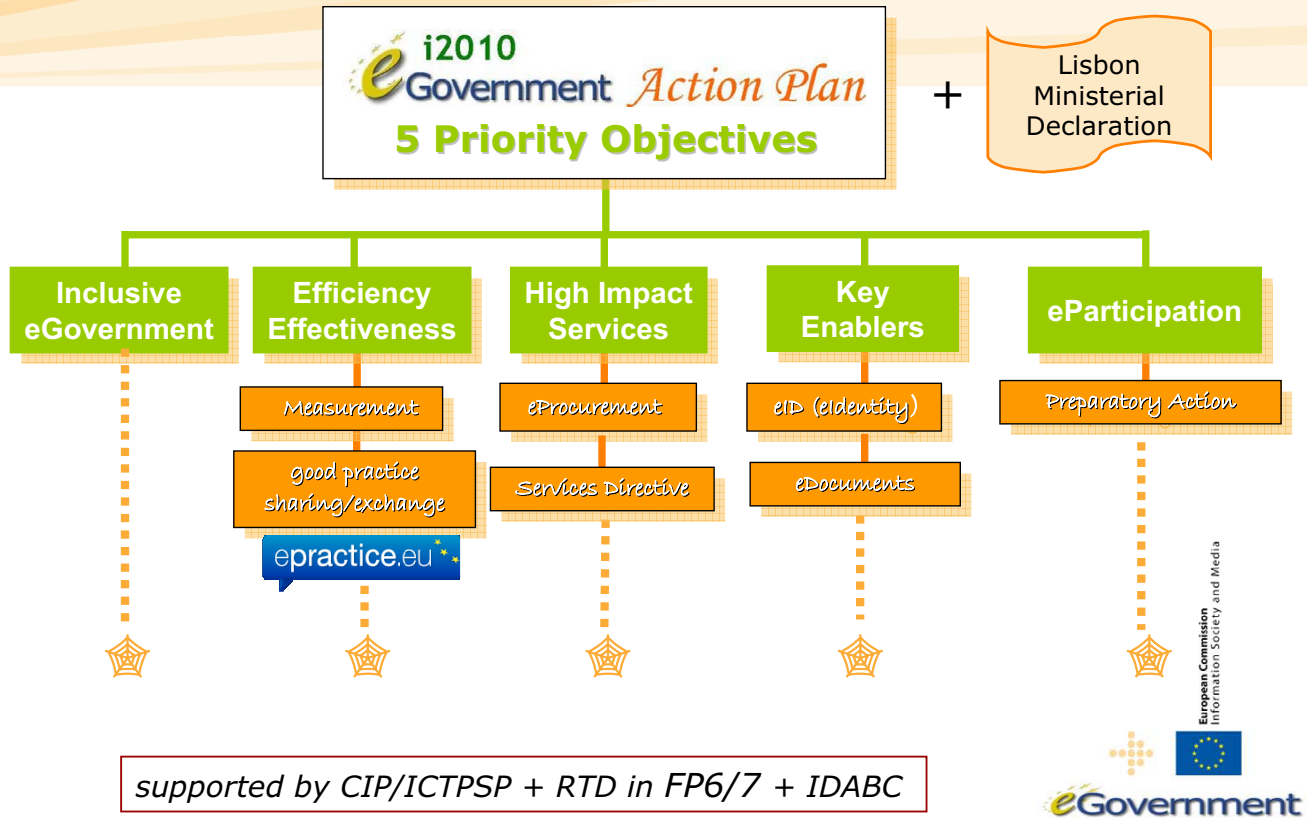 i2010
eGovernment Action Plan
5 Priority Objectives
+
Lisbon
Ministerial
Declaration
Inclusive
eGovernment
Efficiency
Effectiveness
High Impact
Services
Key
Enablers
eParticipation
Measurement
good practice
sharing/exchange
epractice.eu
eProcurement
Services Directive
eID (eIdentity)
eDocuments
Preparatory Action
supported by CIP/ICTPSP + RTD in FP6/7 + IDABC
European Commission
Information Society and Media
eGovernment